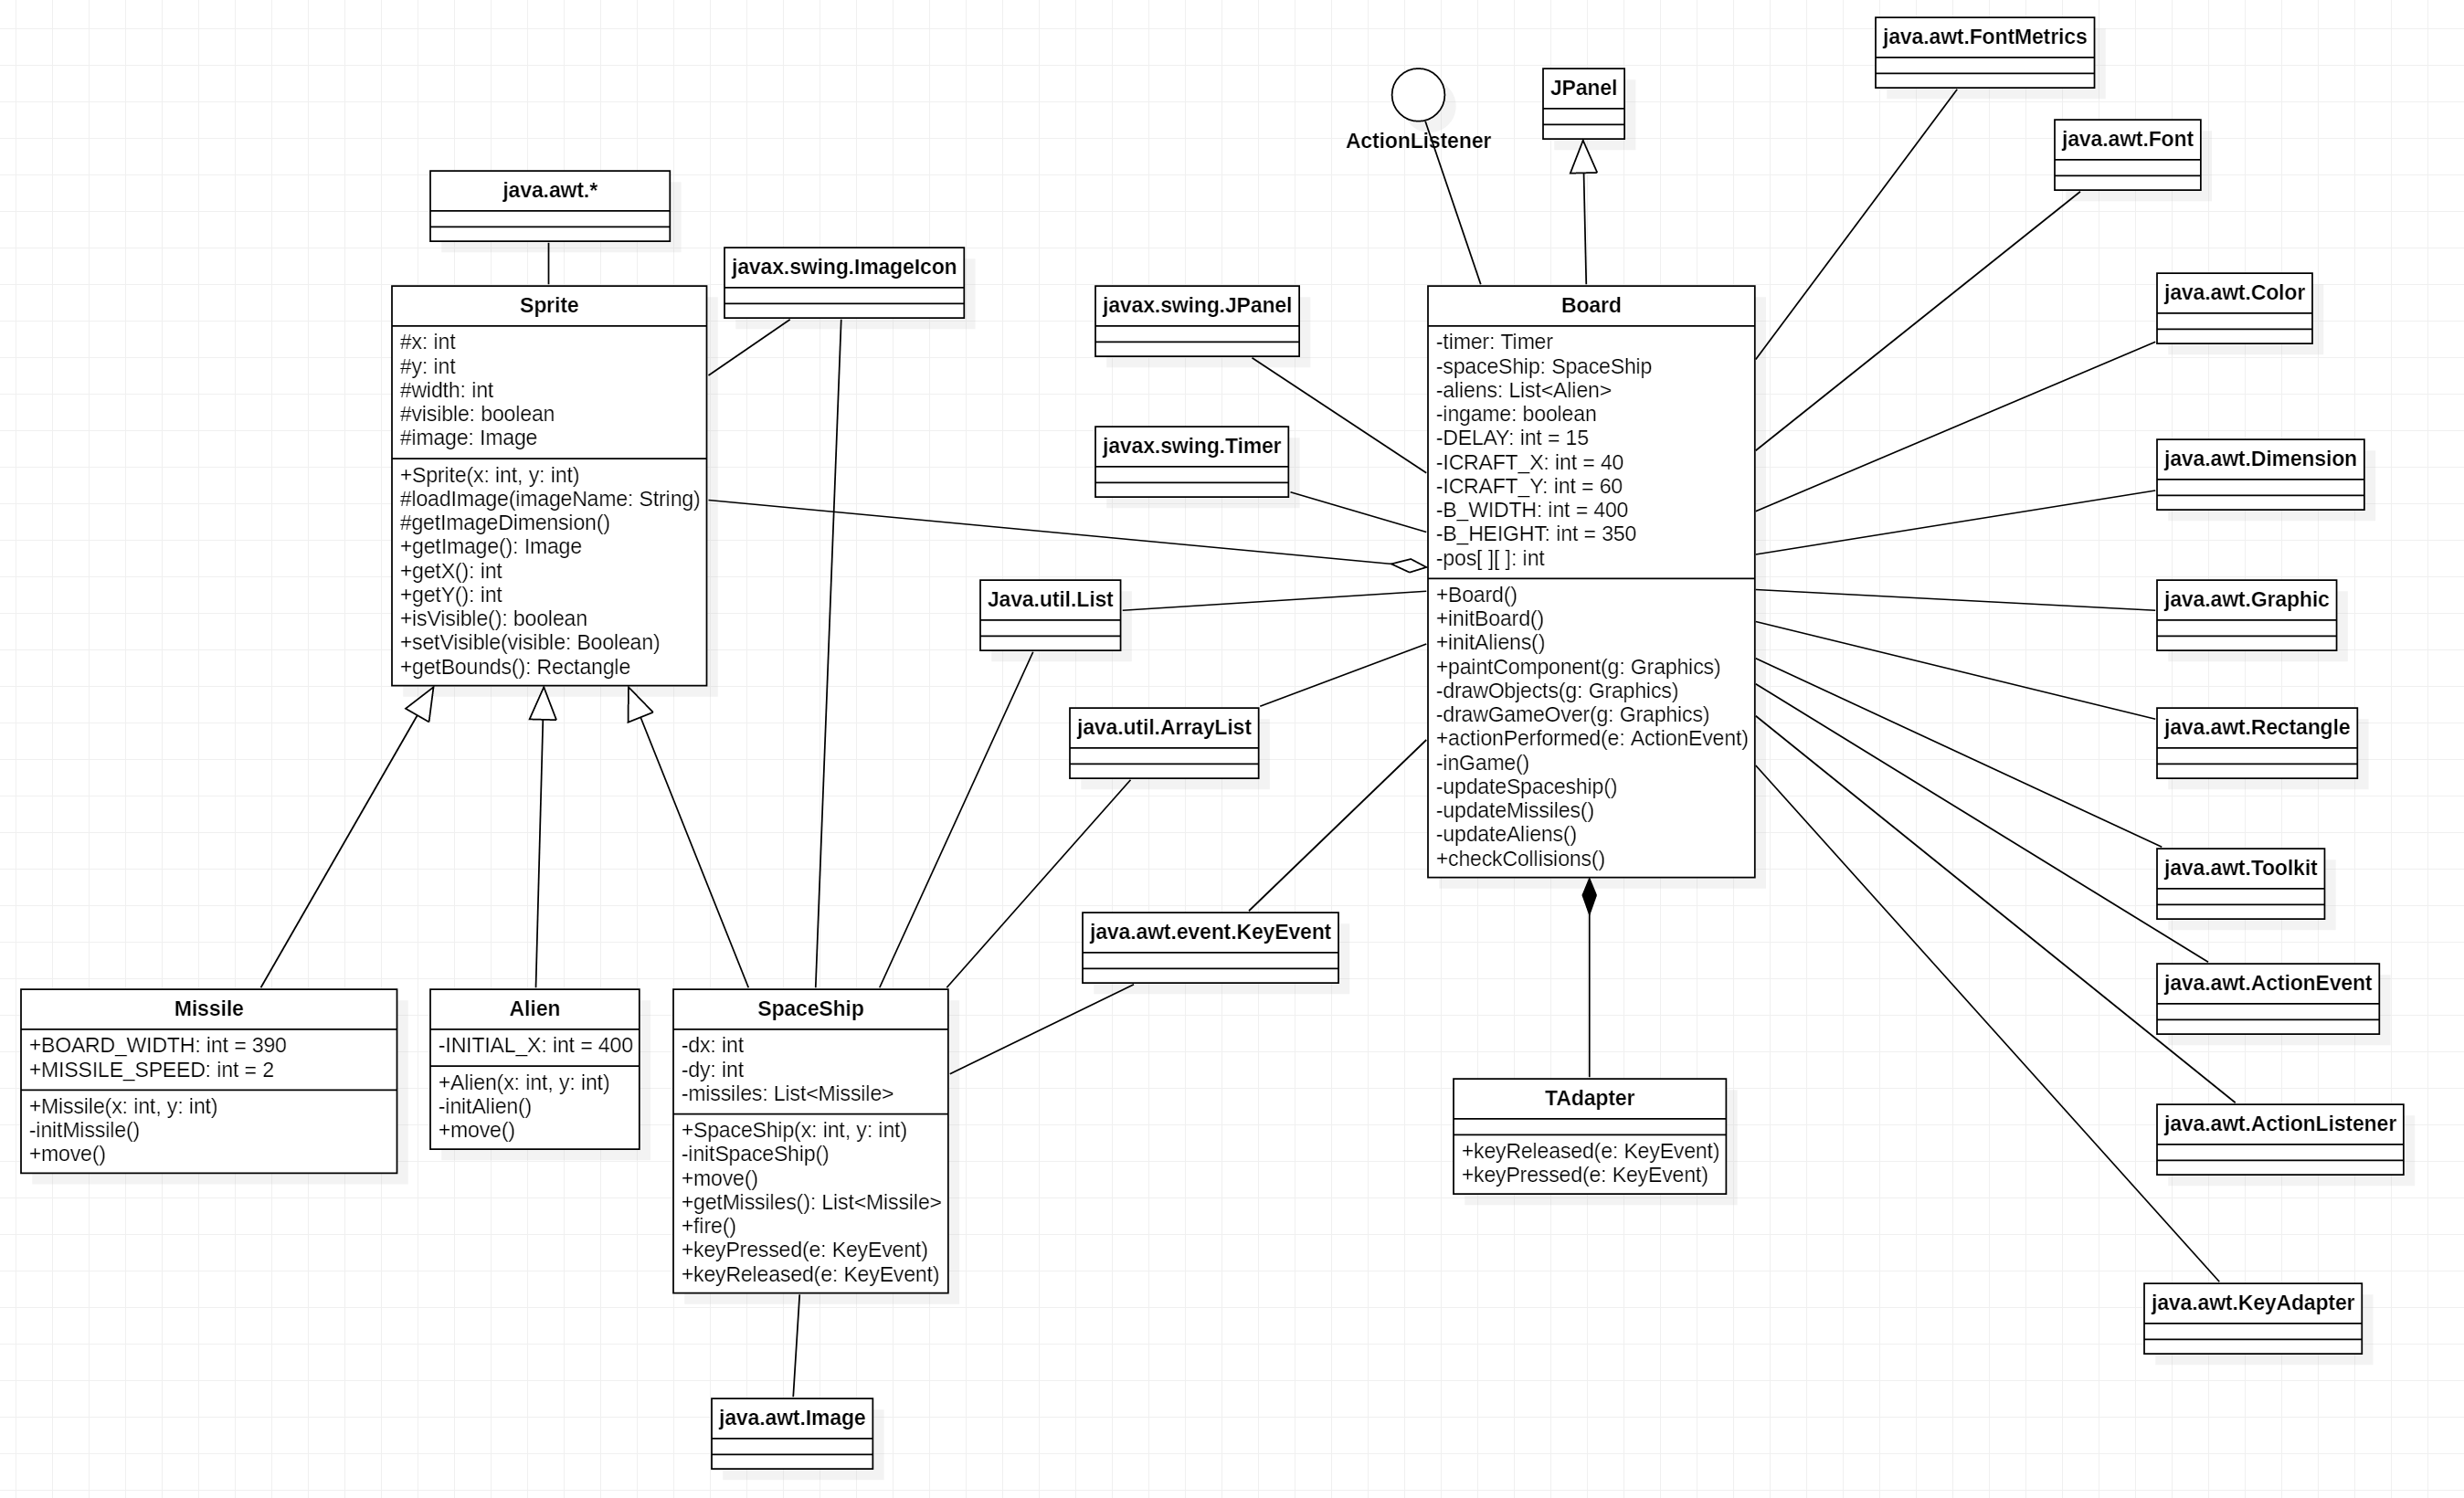 java.awt.FontMetrics
ActionListener
JPanel
java.awt.Font
java.awt.*
javax.swing.ImageIcon
Sprite
#x: int
#y: int
#width: int
#visible: boolean
#image: Image
+Sprite(x: int, y: int)
#loadImage(imageName: String)
#getImageDimension()
+getImage(): Image
+getX(): int
+getY(): int
+isVisible(): boolean
+setVisible(visible: Boolean)
+getBounds(): Rectangle
javax.swing.JPanel
javax.swing.Timer
Java.util.List
java.util.ArrayList
java.awt.event.KeyEvent
Board
-timer: Timer
-spaceShip: SpaceShip
-aliens: List<Alien>
-ingame: boolean
-DELAY: int = 15
-ICRAFT_X: int = 40
-ICRAFT_Y: int = 60
-B_WIDTH: int = 400
-B_HEIGHT: int = 350
-pos[ ][ ]: int
+Board()
+initBoard()
+initAliens()
+paintComponent(g: Graphics)
-drawObjects(g: Graphics)
-drawGameOver(g: Graphics)
+actionPerformed(e: ActionEvent)
-inGame()
-updateSpaceship()
-updateMissiles()
-updateAliens()
+checkCollisions()
java.awt.Color
java.awt.Dimension
java.awt.Graphic
java.awt.Rectangle
java.awt.Toolkit
java.awt.ActionEvent
java.awt.ActionListener
java.awt.KeyAdapter
Missile
+BOARD_WIDTH: int = 390
+MISSILE_SPEED: int = 2
+Missile(x: int, y: int)
-initMissile()
+move()
Alien
-INITIAL_X: int = 400
+Alien(x: int, y: int)
-initAlien()
+move()
SpaceShip
-dx: int
-dy: int
-missiles: List<Missile>
+SpaceShip(x: int, y: int)
-initSpaceShip()
+move()
+getMissiles(): List<Missile>
+fire()
+keyPressed(e: KeyEvent)
+keyReleased(e: KeyEvent)
TAdapter
+keyReleased(e: KeyEvent)
+keyPressed(e: KeyEvent)
java.awt.Image